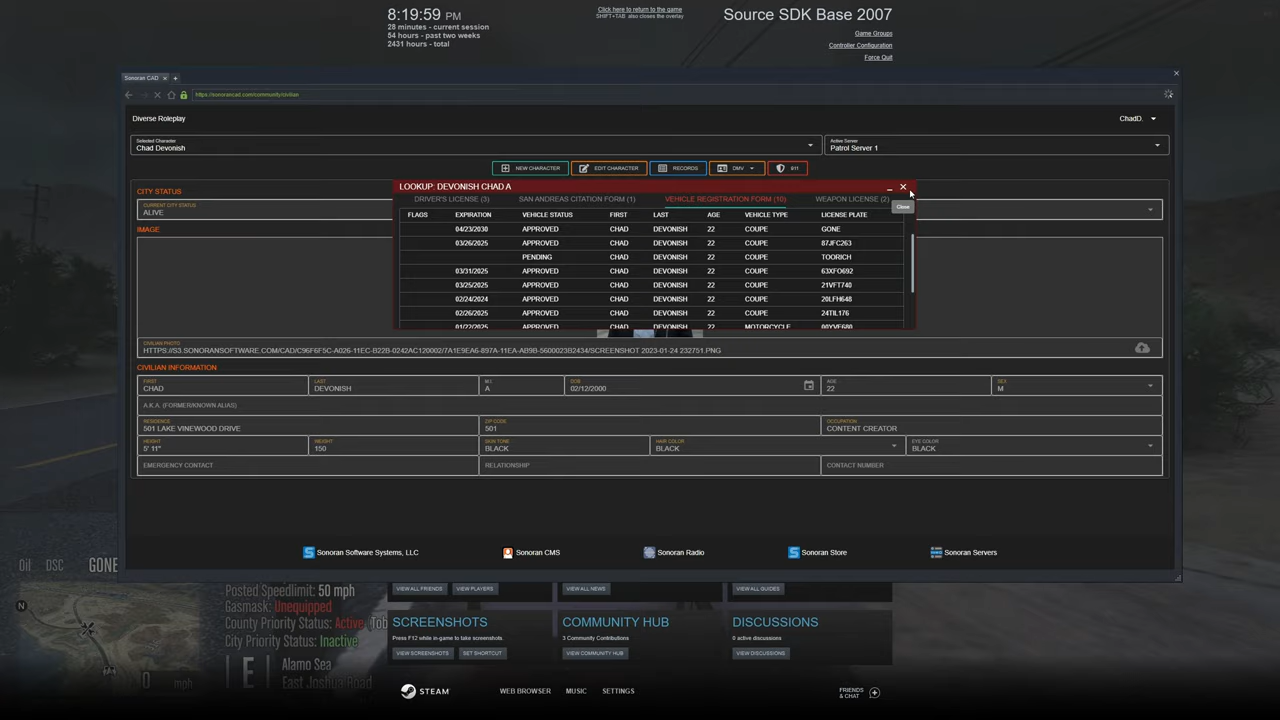 8:19:59 PM
28 minutes - current session
54 hours - past two weeks
2431 hours - total
Click here to return to the game
SHIFT+TAB also closes the overlay
Source SDK Base 2007
Game Groups
Controller Configuration
Force Quit
Sonoran CAD
https://sonorancad.com/community/civilian
Diverse Roleplay
ChadD.
Selected Character
Chad Devonish
Active Server
Patrol Server 1
NEW CHARACTER
EDIT CHARACTER
RECORDS
DMV
911
LOOKUP: DEVONISH CHAD A
Close
DRIVER'S LICENSE (3) SAN ANDREAS CITATION FORM (1) VEHICLE REGISTRATION FORM (10) WEAPON LICENSE (2)
FLAGS EXPIRATION VEHICLE STATUS FIRST LAST AGE VEHICLE TYPE LICENSE PLATE
04/23/2030 APPROVED CHAD DEVONISH 22 COUPE GONE
03/26/2025 APPROVED CHAD DEVONISH 22 COUPE 87JFC263
PENDING CHAD DEVONISH 22 COUPE TOORICH
03/31/2025 APPROVED CHAD DEVONISH 22 COUPE 63XFO692
03/25/2025 APPROVED CHAD DEVONISH 22 COUPE 21VFT740
02/24/2024 APPROVED CHAD DEVONISH 22 COUPE 20LFH648
02/26/2025 APPROVED CHAD DEVONISH 22 COUPE 24TIL176
01/22/2025 APPROVED CHAD DEVONISH 22 MOTORCYCLE 00YVF680
CITY STATUS
CURRENT CITY STATUS
ALIVE
IMAGE
CIVILIAN PHOTO
HTTPS://S3.SONORANSOFTWARE.COM/CAD/C96F6F5C-A026-11EC-B22B-0242AC120002/7A1E9EA6-897A-11EA-AB9B-5600023B2434/SCREENSHOT 2023-01-24 232751.PNG
CIVILIAN INFORMATION
FIRST
CHAD
LAST
DEVONISH
M.I.
A
DOB
02/12/2000
AGE
22
SEX
M
A.K.A. (FORMER/KNOWN ALIAS)
RESIDENCE
501 LAKE VINEWOOD DRIVE
ZIP CODE
501
OCCUPATION
CONTENT CREATOR
HEIGHT
5' 11"
WEIGHT
150
SKIN TONE
BLACK
HAIR COLOR
BLACK
EYE COLOR
BLACK
EMERGENCY CONTACT
RELATIONSHIP
CONTACT NUMBER
Sonoran Software Systems, LLC
Sonoran CMS
Sonoran Radio
Sonoran Store
Sonoran Servers
Oil DSC GONE
N
Posted Speedlimit: 50 mph
Gasmask: Unequipped
County Priority Status: Active
City Priority Status: Inactive
E
Alamo Sea
East Joshua Road
0 mph
VIEW ALL FRIENDS
VIEW PLAYERS
VIEW ALL NEWS
VIEW ALL GUIDES
SCREENSHOTS
Press F12 while in-game to take screenshots.
VIEW SCREENSHOTS
SET SHORTCUT
COMMUNITY HUB
3 Community Contributions
VIEW COMMUNITY HUB
DISCUSSIONS
0 active discussions
VIEW DISCUSSIONS
STEAM
WEB BROWSER
MUSIC
SETTINGS
FRIENDS
& CHAT